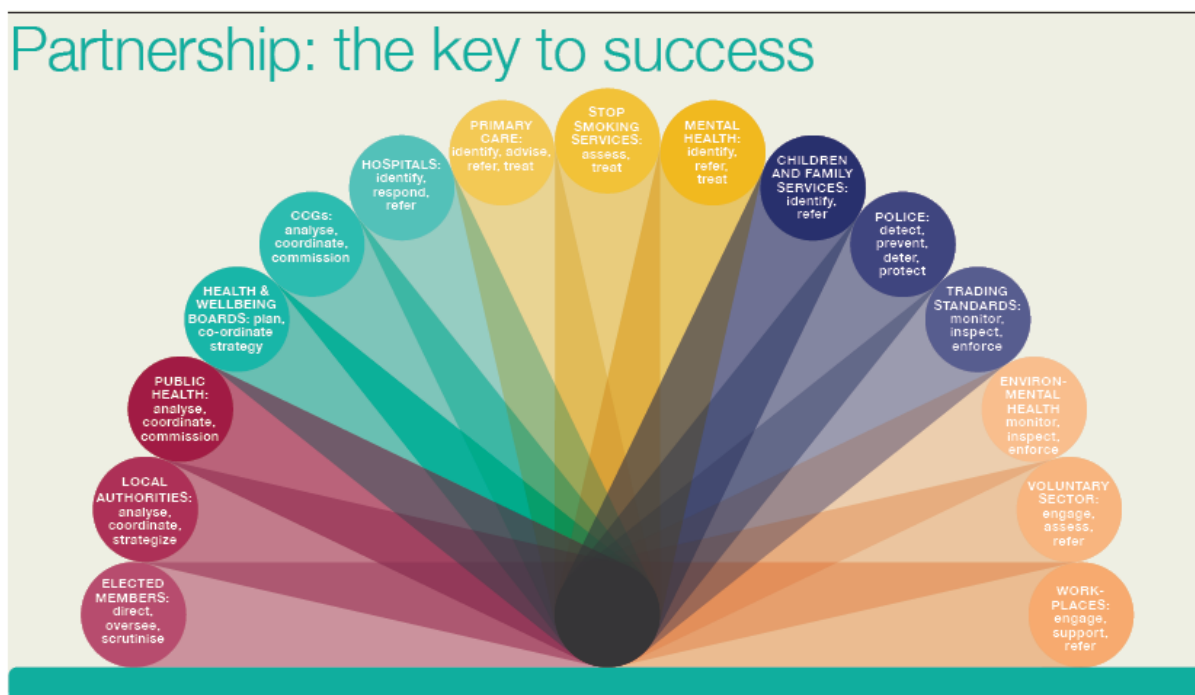 Partnership: the key to success
ELECTED
MEMBERS:
direct,
oversee,
scrutinise
LOCAL
AUTHORITIES:
analyse,
coordinate,
strategize
PUBLIC
HEALTH:
analyse,
coordinate,
commission
HEALTH &
WELLBEING
BOARDS: plan,
co-ordinate
strategy
CCGs:
analyse,
coordinate,
commission
HOSPITALS:
identify,
respond,
refer
PRIMARY
CARE:
identify, advise,
refer, treat
STOP
SMOKING
SERVICES:
assess,
treat
MENTAL
HEALTH:
identify,
refer,
treat
CHILDREN
AND FAMILY
SERVICES:
identify,
refer
POLICE:
detect,
prevent,
deter,
protect
TRADING
STANDARDS:
monitor,
inspect,
enforce
ENVIRON-
MENTAL
HEALTH
monitor,
inspect,
enforce
VOLUNTARY
SECTOR:
engage,
assess,
refer
WORK-
PLACES:
engage,
support,
refer